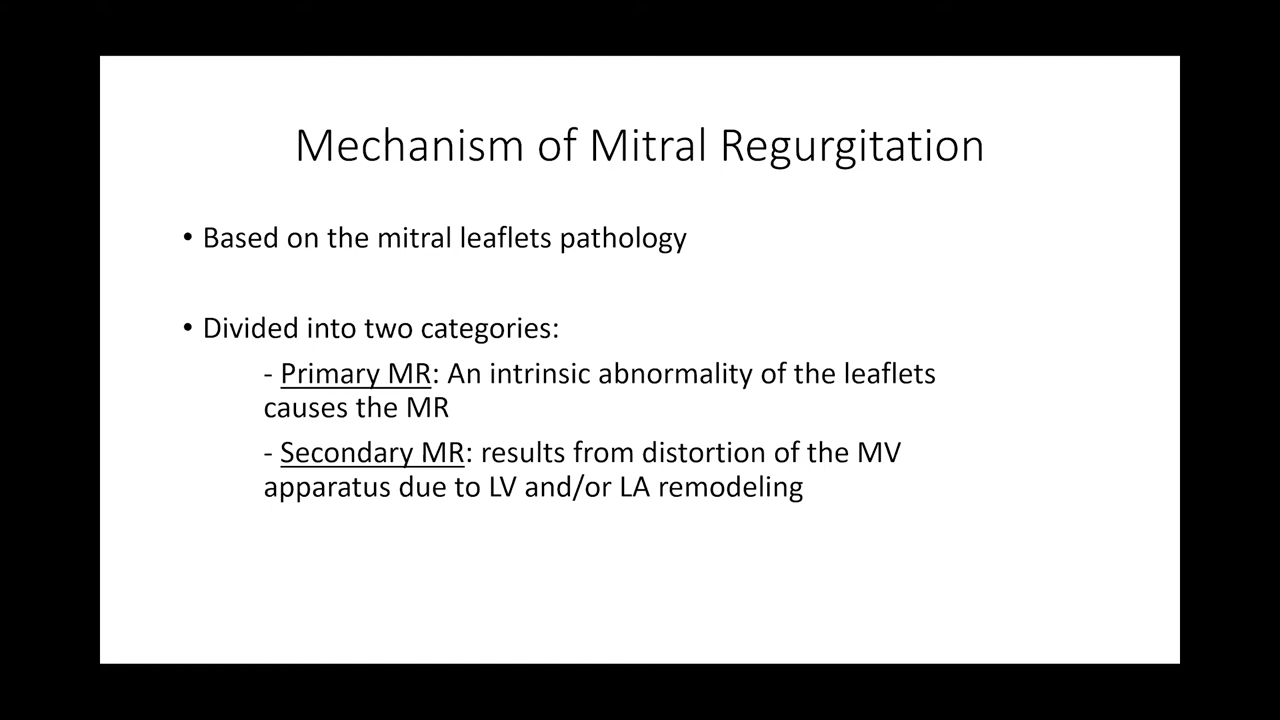 Mechanism of Mitral Regurgitation
• Based on the mitral leaflets pathology
• Divided into two categories:
- Primary MR: An intrinsic abnormality of the leaflets
causes the MR
- Secondary MR: results from distortion of the MV
apparatus due to LV and/or LA remodeling